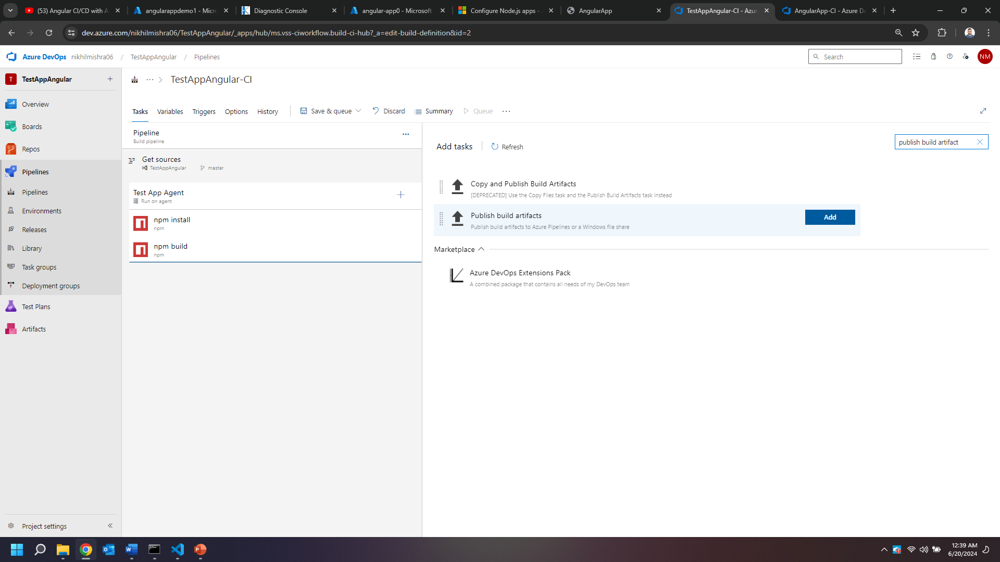 (53) Angular CI/CD with A
angularappdemo1 - Micr
Diagnostic Console
angular-app0 - Microsoft
Configure Node.js apps -
AngularApp
TestAppAngular-CI - Azur
AngularApp-CI - Azure De
dev.azure.com/nikhilmishra06/TestAppAngular/_apps/hub/ms.vss-ciworkflow.build-ci-hub?_a=edit-build-definition&id=2
Azure DevOps nikhilmishra06 / TestAppAngular / Pipelines
Search
NM
T TestAppAngular
Overview
Boards
Repos
Pipelines
Pipelines
Environments
Releases
Library
Task groups
Deployment groups
Test Plans
Artifacts
Project settings
TestAppAngular-CI
Tasks Variables Triggers Options History Save & queue Discard Summary Queue
Pipeline
Build pipeline
Get sources
TestAppAngular master
Test App Agent
Run on agent
npm install
npm
npm build
npm
Add tasks Refresh
publish build artifact
Copy and Publish Build Artifacts
[DEPRECATED] Use the Copy Files task and the Publish Build Artifacts task instead
Publish build artifacts
Publish build artifacts to Azure Pipelines or a Windows file share
Add
Marketplace
Azure DevOps Extensions Pack
A combined package that contains all needs of my DevOps team
12:39 AM
6/20/2024